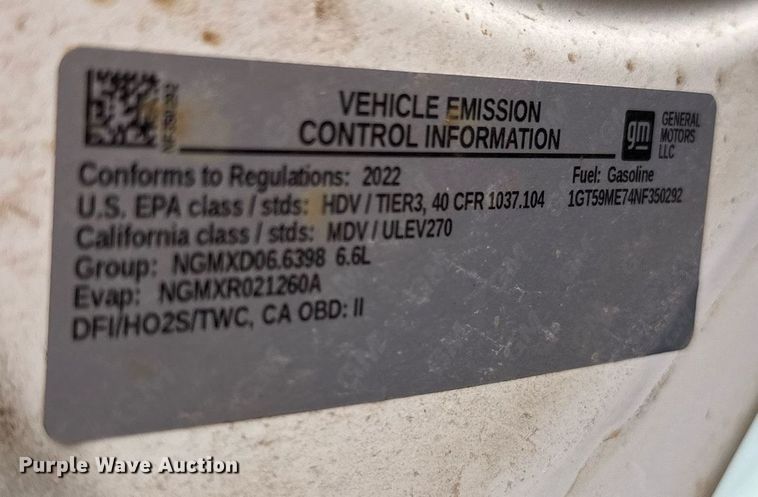 VEHICLE EMISSION
CONTROL INFORMATION
gm
GENERAL
MOTORS
LLC
Conforms to Regulations: 2022
Fuel: Gasoline
U.S. EPA class / stds: HDV / TIER3, 40 CFR 1037.104
1GT59ME74NF350292
California class / stds: MDV / ULEV270
Group: NGMXD06.6398 6.6L
Evap: NGMXR021260A
DFI/HO2S/TWC, CA OBD: II
Purple Wave Auction